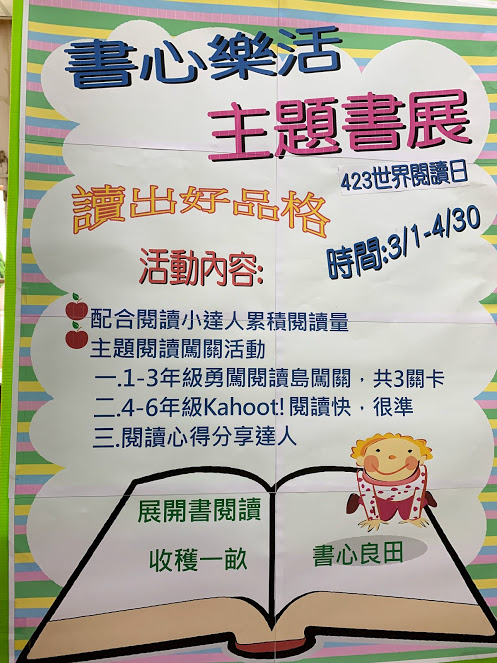 書心樂活
主題書展
423世界閱讀日
讀出好品格
時間:3/1-4/30
活動內容:
配合閱讀小達人累積閱讀量
主題閱讀闖關活動
一.1-3年級勇闖閱讀島闖關，共3關卡
二.4-6年級Kahoot! 閱讀快，很準
三.閱讀心得分享達人
展開書閱讀
收穫一畝
書心良田